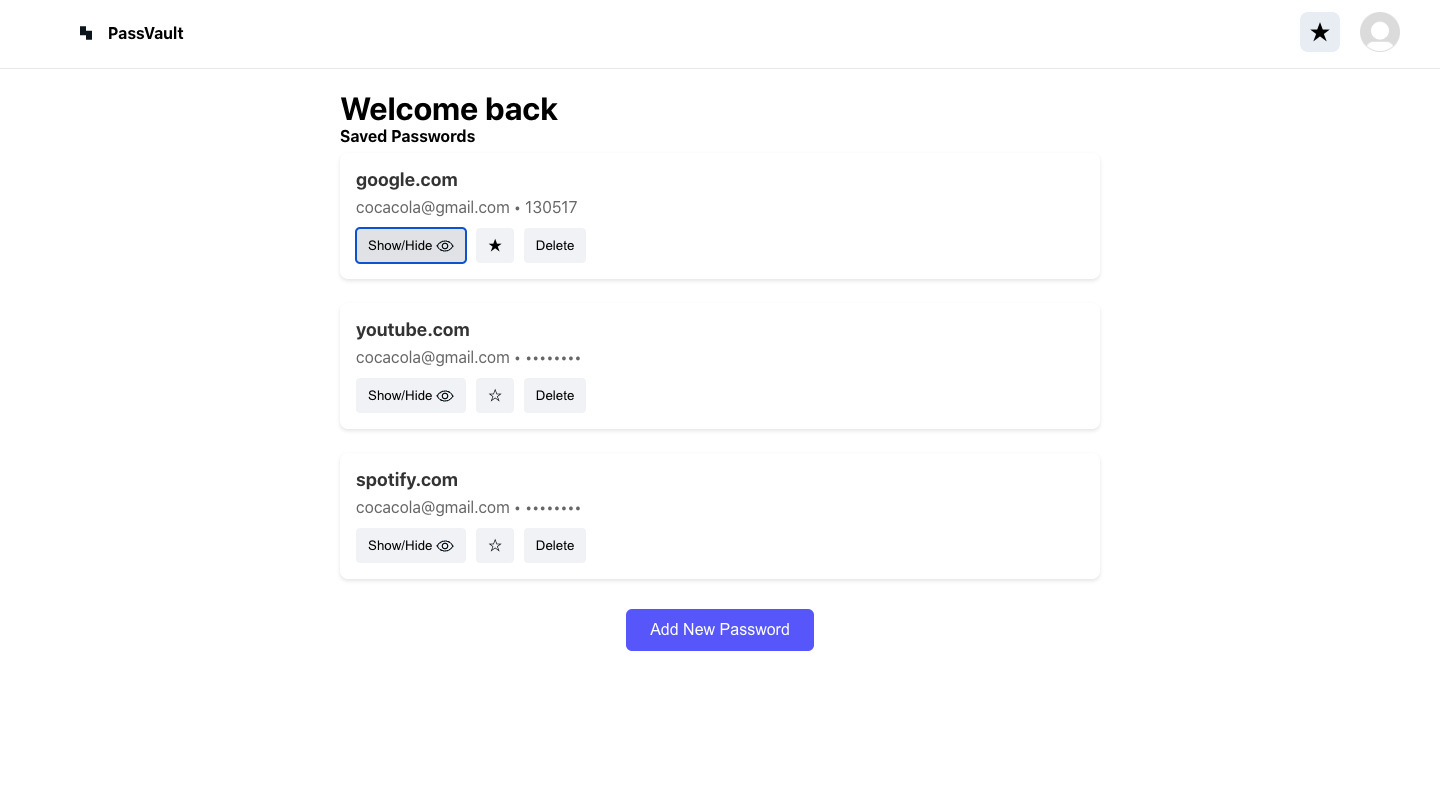 PassVault ★
Welcome back
Saved Passwords
google.com
cocacola@gmail.com • 130517
Show/Hide ★ Delete
youtube.com
cocacola@gmail.com • ••••••••
Show/Hide ☆ Delete
spotify.com
cocacola@gmail.com • ••••••••
Show/Hide ☆ Delete
Add New Password